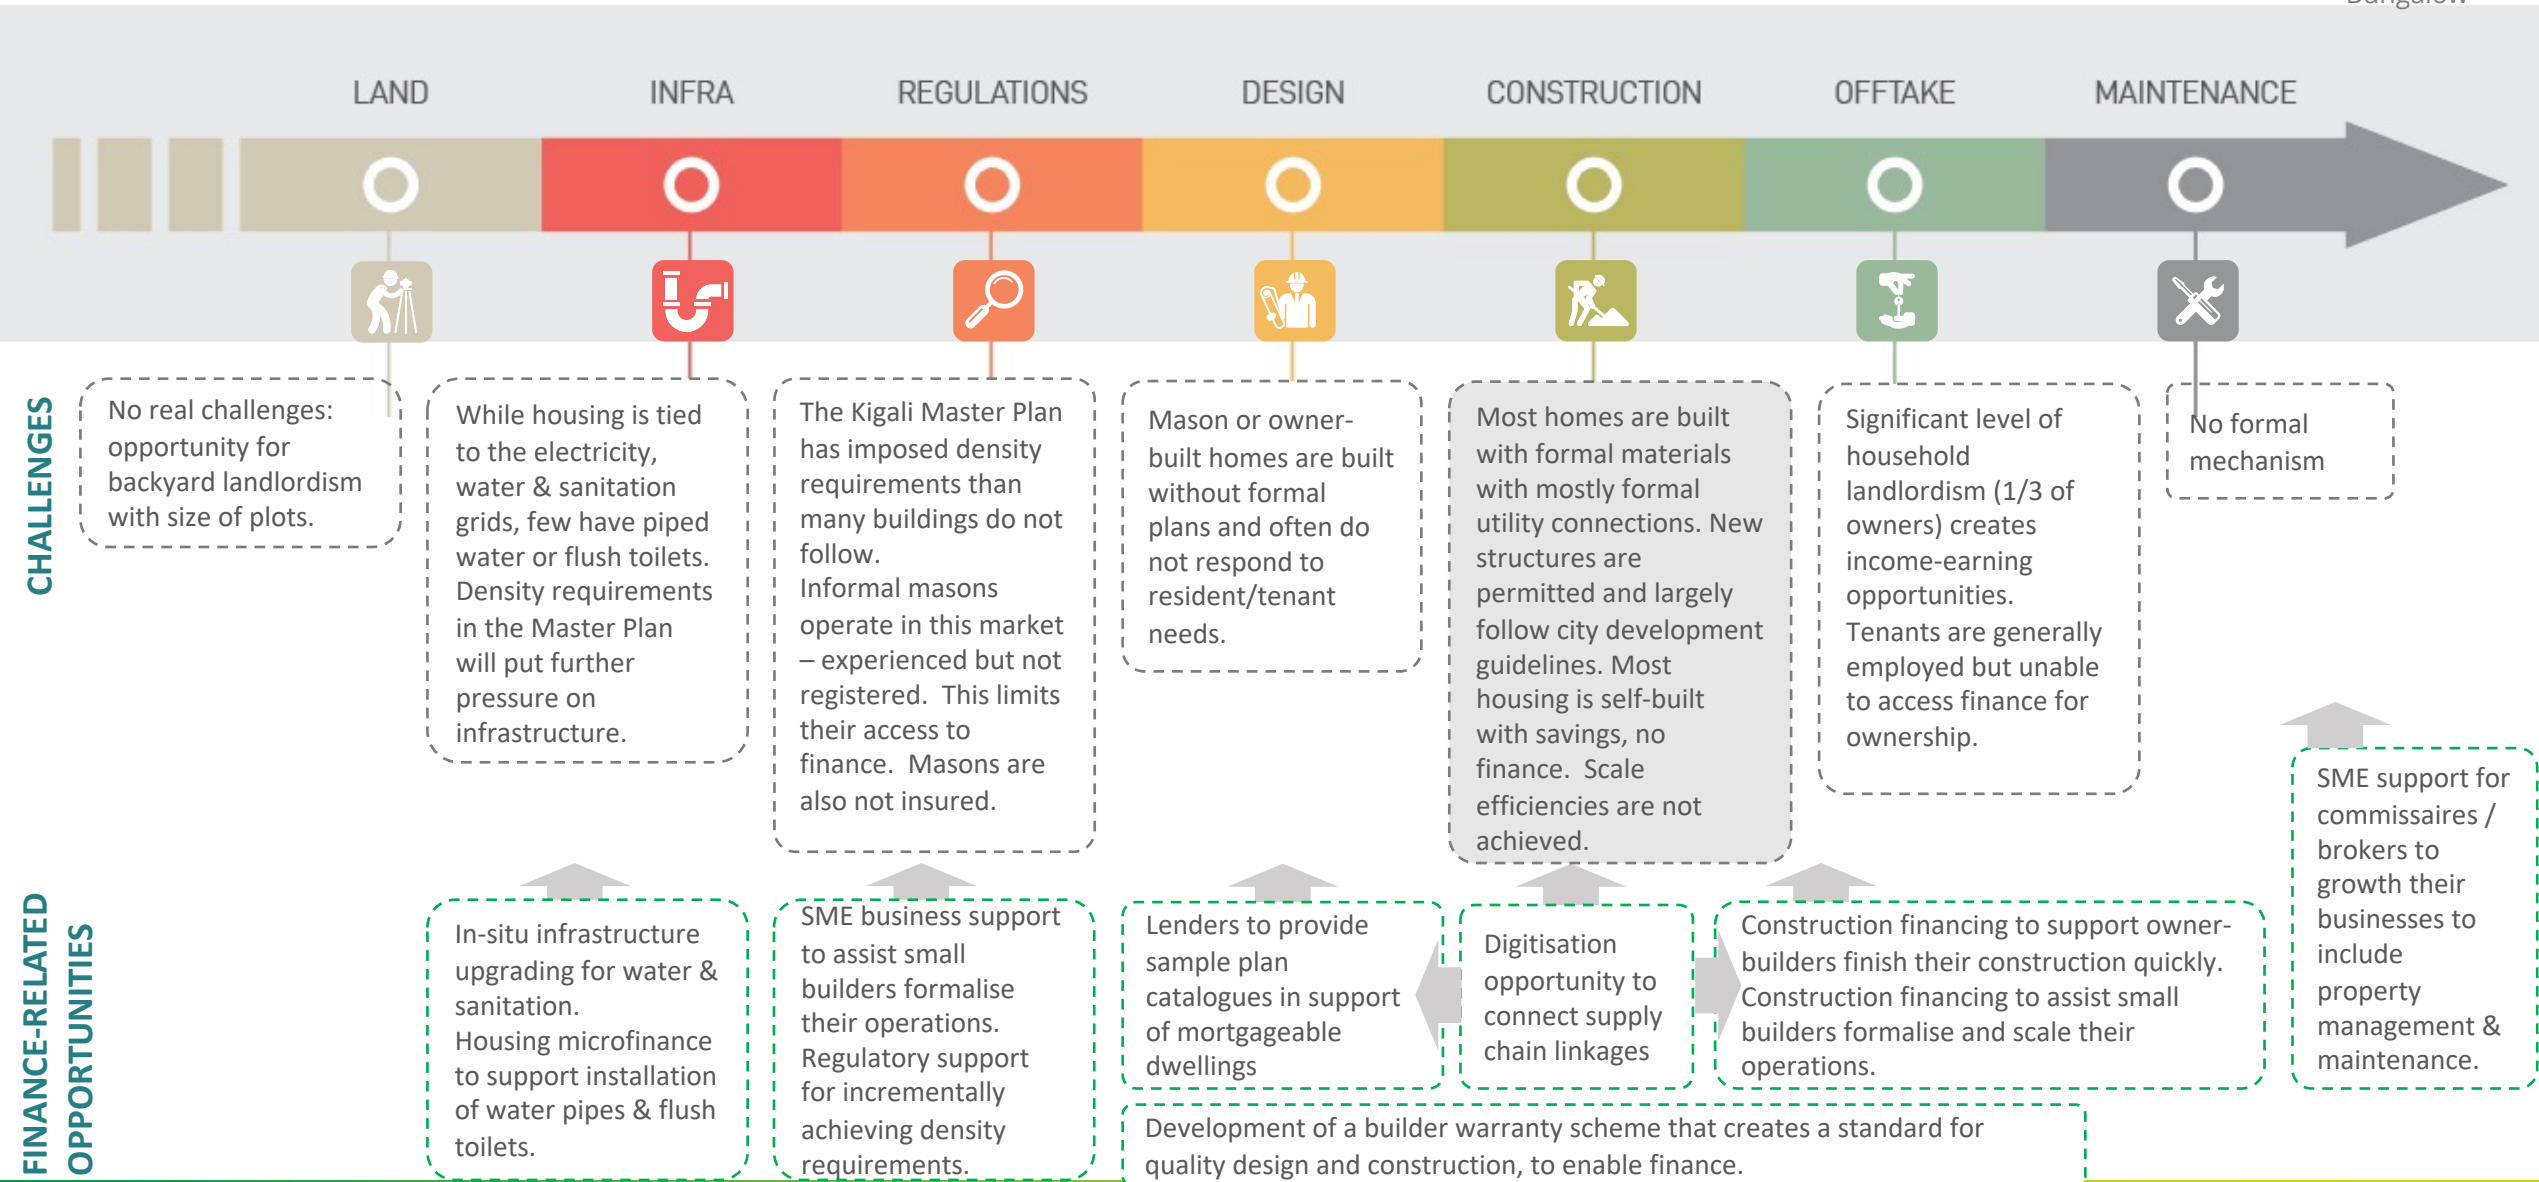 LAND
INFRA
REGULATIONS
DESIGN
CONSTRUCTION
OFFTAKE
MAINTENANCE
CHALLENGES
No real challenges:
opportunity for
backyard landlordism
with size of plots.
While housing is tied
to the electricity,
water & sanitation
grids, few have piped
water or flush toilets.
Density requirements
in the Master Plan
will put further
pressure on
infrastructure.
The Kigali Master Plan
has imposed density
requirements than
many buildings do not
follow.
Informal masons
operate in this market
– experienced but not
registered.  This limits
their access to
finance.  Masons are
also not insured.
Mason or owner-
built homes are built
without formal
plans and often do
not respond to
resident/tenant
needs.
Most homes are built
with formal materials
with mostly formal
utility connections. New
structures are
permitted and largely
follow city development
guidelines. Most
housing is self-built
with savings, no
finance.  Scale
efficiencies are not
achieved.
Significant level of
household
landlordism (1/3 of
owners) creates
income-earning
opportunities.
Tenants are generally
employed but unable
to access finance for
ownership.
No formal
mechanism
FINANCE-RELATED
OPPORTUNITIES
In-situ infrastructure
upgrading for water &
sanitation.
Housing microfinance
to support installation
of water pipes & flush
toilets.
SME business support
to assist small
builders formalise
their operations.
Regulatory support
for incrementally
achieving density
requirements.
Lenders to provide
sample plan
catalogues in support
of mortgageable
dwellings
Digitisation
opportunity to
connect supply
chain linkages
Construction financing to support owner-
builders finish their construction quickly.
Construction financing to assist small
builders formalise and scale their
operations.
SME support for
commissaires /
brokers to
growth their
businesses to
include
property
management &
maintenance.
Development of a builder warranty scheme that creates a standard for
quality design and construction, to enable finance.